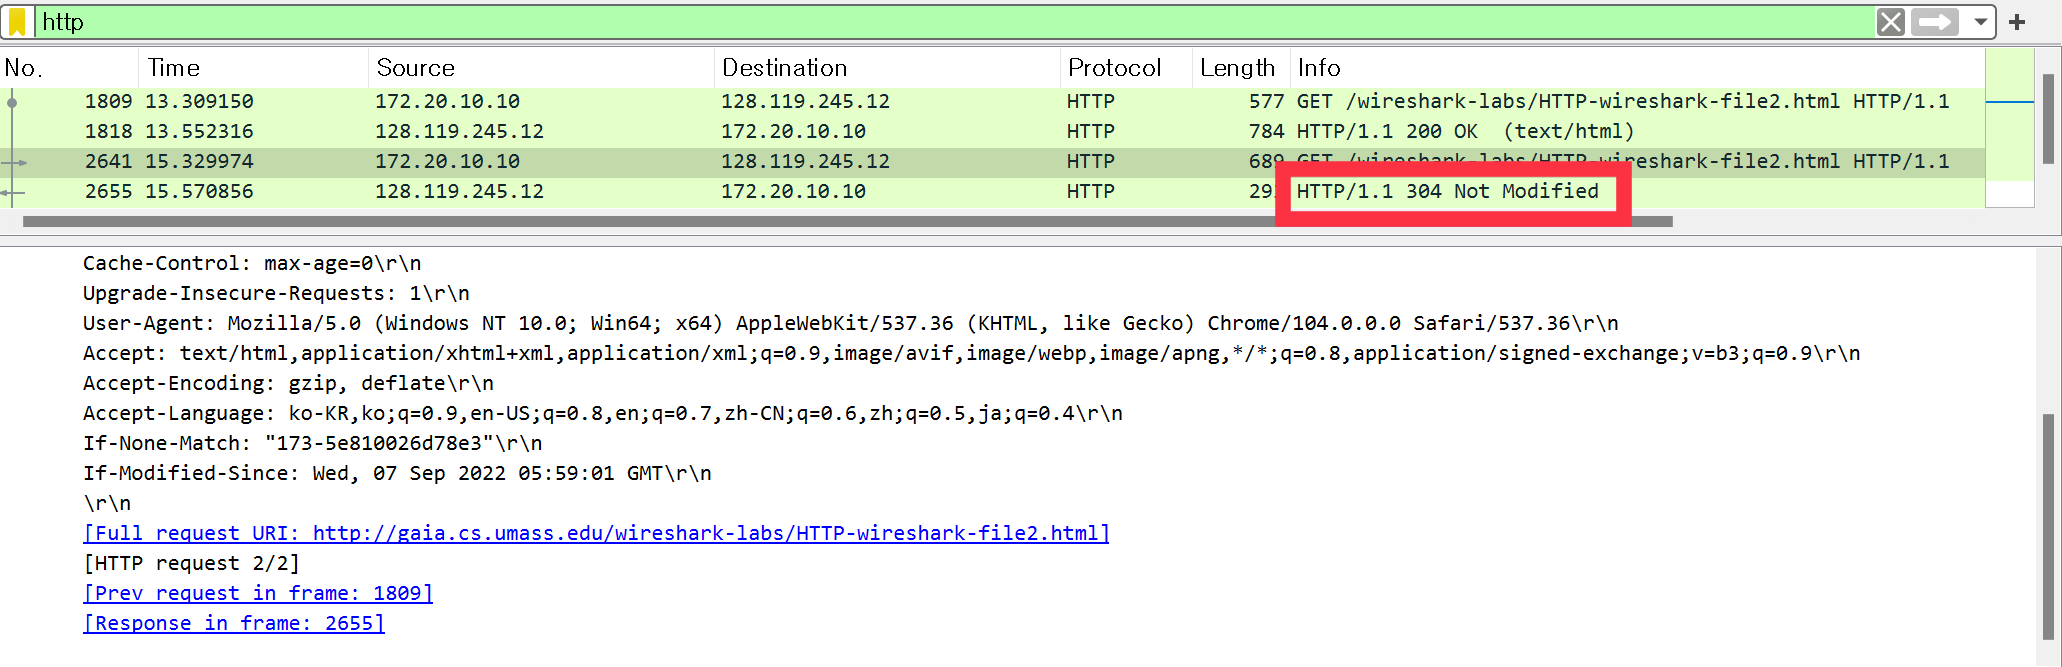 http
No. Time Source Destination Protocol Length Info
1809 13.309150 172.20.10.10 128.119.245.12 HTTP 577 GET /wireshark-labs/HTTP-wireshark-file2.html HTTP/1.1
1818 13.552316 128.119.245.12 172.20.10.10 HTTP 784 HTTP/1.1 200 OK (text/html)
2641 15.329974 172.20.10.10 128.119.245.12 HTTP 689 GET /wireshark-labs/HTTP-wireshark-file2.html HTTP/1.1
2655 15.570856 128.119.245.12 172.20.10.10 HTTP HTTP/1.1 304 Not Modified
Cache-Control: max-age=0\r\n
Upgrade-Insecure-Requests: 1\r\n
User-Agent: Mozilla/5.0 (Windows NT 10.0; Win64; x64) AppleWebKit/537.36 (KHTML, like Gecko) Chrome/104.0.0.0 Safari/537.36\r\n
Accept: text/html,application/xhtml+xml,application/xml;q=0.9,image/avif,image/webp,image/apng,*/*;q=0.8,application/signed-exchange;v=b3;q=0.9\r\n
Accept-Encoding: gzip, deflate\r\n
Accept-Language: ko-KR,ko;q=0.9,en-US;q=0.8,en;q=0.7,zh-CN;q=0.6,zh;q=0.5,ja;q=0.4\r\n
If-None-Match: "173-5e810026d78e3"\r\n
If-Modified-Since: Wed, 07 Sep 2022 05:59:01 GMT\r\n
\r\n
[Full request URI: http://gaia.cs.umass.edu/wireshark-labs/HTTP-wireshark-file2.html]
[HTTP request 2/2]
[Prev request in frame: 1809]
[Response in frame: 2655]